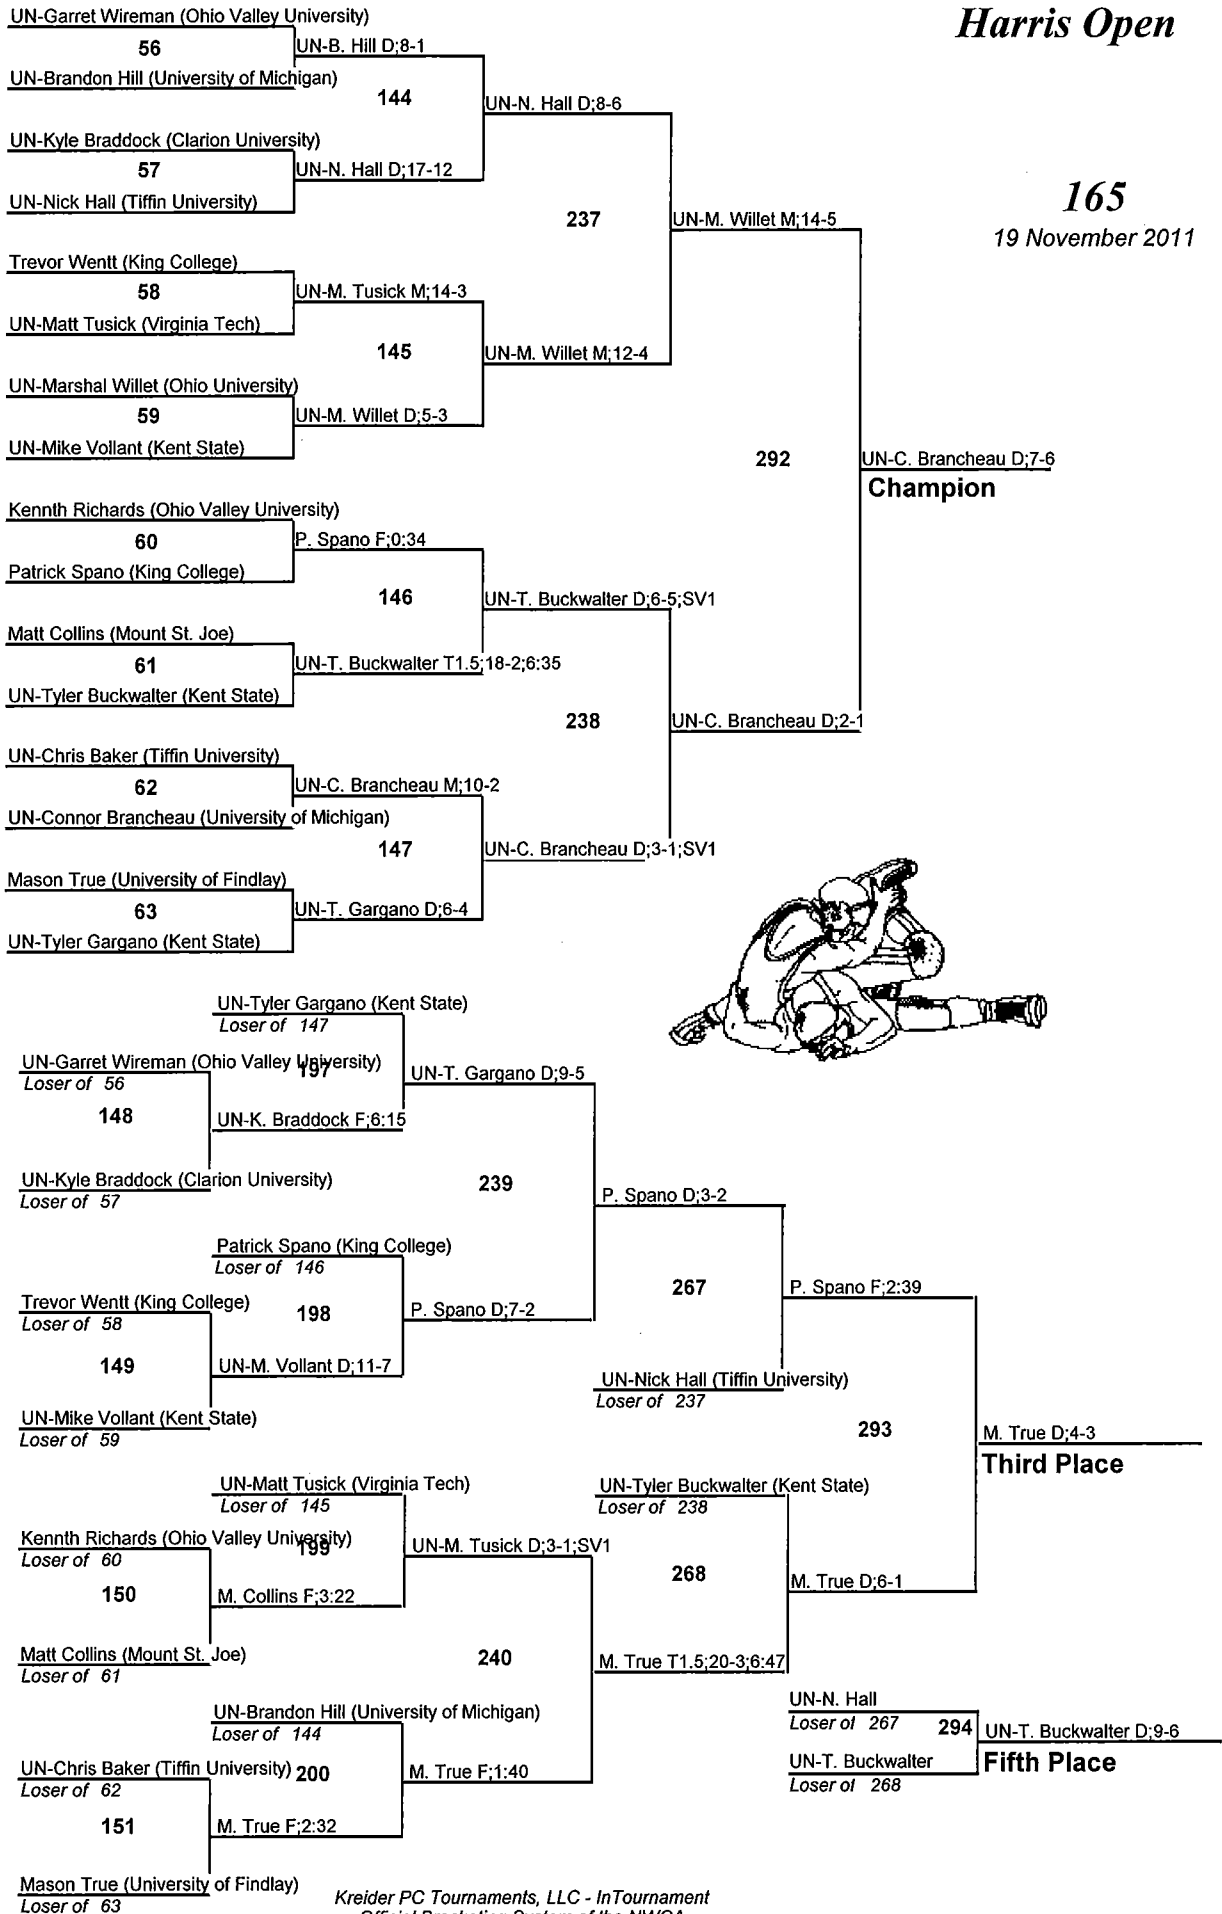 Harris Open
165
19 November 2011
UN-Garret Wireman (Ohio Valley University)
56
UN-B. Hill D;8-1
UN-Brandon Hill (University of Michigan)
144
UN-N. Hall D;8-6
UN-Kyle Braddock (Clarion University)
57
UN-N. Hall D;17-12
UN-Nick Hall (Tiffin University)
237
UN-M. Willet M;14-5
Trevor Wentt (King College)
58
UN-M. Tusick M;14-3
UN-Matt Tusick (Virginia Tech)
145
UN-M. Willet M;12-4
UN-Marshal Willet (Ohio University)
59
UN-M. Willet D;5-3
UN-Mike Vollant (Kent State)
292
UN-C. Brancheau D;7-6
Champion
Kennth Richards (Ohio Valley University)
60
P. Spano F;0:34
Patrick Spano (King College)
146
UN-T. Buckwalter D;6-5;SV1
Matt Collins (Mount St. Joe)
61
UN-T. Buckwalter T1.5;18-2;6:35
UN-Tyler Buckwalter (Kent State)
238
UN-C. Brancheau D;2-1
UN-Chris Baker (Tiffin University)
62
UN-C. Brancheau M;10-2
UN-Connor Brancheau (University of Michigan)
147
UN-C. Brancheau D;3-1;SV1
Mason True (University of Findlay)
63
UN-T. Gargano D;6-4
UN-Tyler Gargano (Kent State)
UN-Tyler Gargano (Kent State)
Loser of 147
UN-Garret Wireman (Ohio Valley University)
197
Loser of 56
UN-T. Gargano D;9-5
148
UN-K. Braddock F;6:15
UN-Kyle Braddock (Clarion University)
Loser of 57
239
P. Spano D;3-2
Patrick Spano (King College)
Loser of 146
Trevor Wentt (King College)
Loser of 58
198
P. Spano D;7-2
267
P. Spano F;2:39
149
UN-M. Vollant D;11-7
UN-Nick Hall (Tiffin University)
Loser of 237
UN-Mike Vollant (Kent State)
Loser of 59
293
M. True D;4-3
Third Place
UN-Matt Tusick (Virginia Tech)
Loser of 145
UN-Tyler Buckwalter (Kent State)
Loser of 238
Kennth Richards (Ohio Valley University)
199
Loser of 60
UN-M. Tusick D;3-1;SV1
268
M. True D;6-1
150
M. Collins F;3:22
Matt Collins (Mount St. Joe)
Loser of 61
240
M. True T1.5;20-3;6:47
UN-Brandon Hill (University of Michigan)
Loser of 144
UN-N. Hall
Loser of 267
294
UN-T. Buckwalter D;9-6
Fifth Place
UN-T. Buckwalter
Loser of 268
UN-Chris Baker (Tiffin University)
200
Loser of 62
M. True F;1:40
151
M. True F;2:32
Mason True (University of Findlay)
Loser of 63
Kreider PC Tournaments, LLC - InTournament
Official Bracketing System of the NWCA